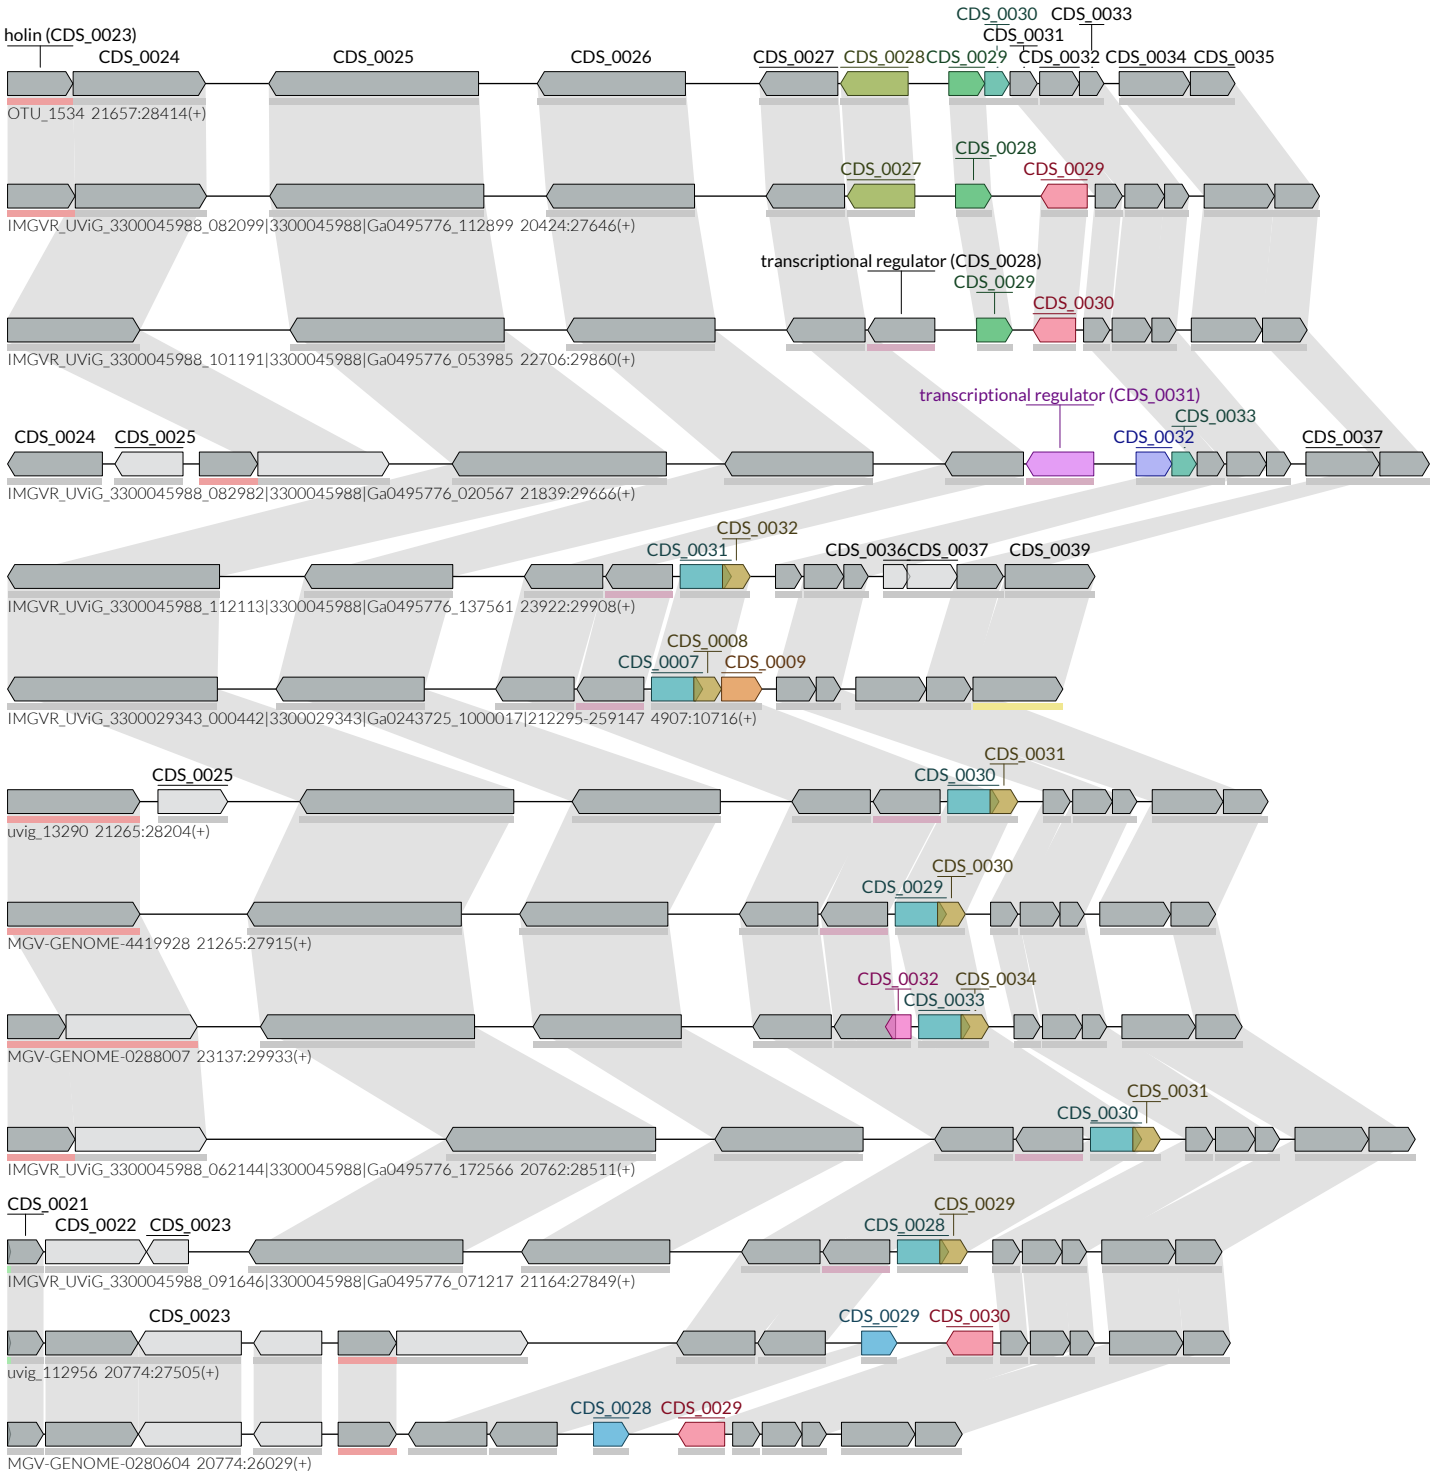 CDS_0030 CDS_0033
holin (CDS_0023) CDS_0031
CDS_0024 CDS_0025 CDS_0026 CDS_0027 CDS_0028 CDS_0029 CDS_0032 CDS_0034 CDS_0035
OTU_1534 21657:28414(+)
CDS_0028
CDS_0027 CDS_0029
IMGVR_UViG_3300045988_082099|3300045988|Ga0495776_112899 20424:27646(+)
transcriptional regulator (CDS_0028)
CDS_0029
CDS_0030
IMGVR_UViG_3300045988_101191|3300045988|Ga0495776_053985 22706:29860(+)
transcriptional regulator (CDS_0031)
CDS_0033
CDS_0024 CDS_0025 CDS_0032 CDS_0037
IMGVR_UViG_3300045988_082982|3300045988|Ga0495776_020567 21839:29666(+)
CDS_0032
CDS_0031 CDS_0036 CDS_0037 CDS_0039
IMGVR_UViG_3300045988_112113|3300045988|Ga0495776_137561 23922:29908(+)
CDS_0008
CDS_0007 CDS_0009
IMGVR_UViG_3300029343_000442|3300029343|Ga0243725_1000017|212295-259147 4907:10716(+)
CDS_0031
CDS_0025 CDS_0030
uvig_13290 21265:28204(+)
CDS_0030
CDS_0029
MGV-GENOME-4419928 21265:27915(+)
CDS_0032 CDS_0034
CDS_0033
MGV-GENOME-0288007 23137:29933(+)
CDS_0031
CDS_0030
IMGVR_UViG_3300045988_062144|3300045988|Ga0495776_172566 20762:28511(+)
CDS_0021 CDS_0029
CDS_0022 CDS_0023 CDS_0028
IMGVR_UViG_3300045988_091646|3300045988|Ga0495776_071217 21164:27849(+)
CDS_0023 CDS_0029 CDS_0030
uvig_112956 20774:27505(+)
CDS_0028 CDS_0029
MGV-GENOME-0280604 20774:26029(+)